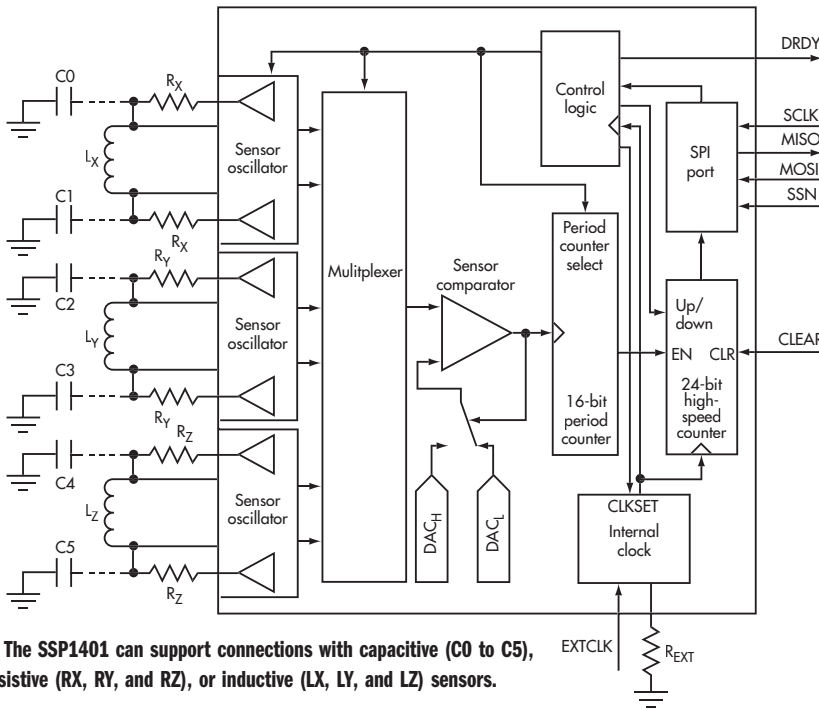 DRDY
C0
RX
Control
logic
SCLK
MISO
MOSI
SSN
SPI
port
LX
Sensor
oscillator
C1
RX
Period
counter
select
C2
RY
Mulitplexer
Sensor
comparator
Up/
down
LY
Sensor
oscillator
CLEAR
EN CLR
C3
RY
16-bit
period
counter
24-bit
high-
speed
counter
C4
RZ
LZ
Sensor
oscillator
DACH
DACL
CLKSET
Internal
clock
C5
RZ
EXTCLK
REXT
The SSP1401 can support connections with capacitive (C0 to C5),
sistive (RX, RY, and RZ), or inductive (LX, LY, and LZ) sensors.